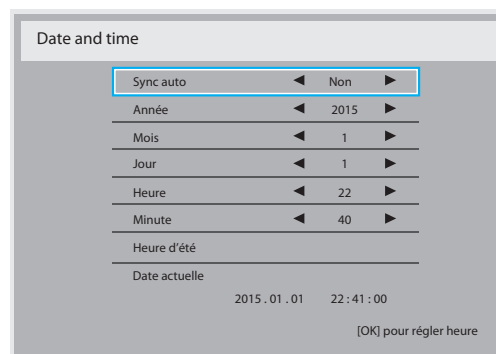 Date and time
Sync auto ◀ Non ▶
Année ◀ 2015 ▶
Mois ◀ 1 ▶
Jour ◀ 1 ▶
Heure ◀ 22 ▶
Minute ◀ 40 ▶
Heure d’été
Date actuelle
2015 . 01 . 01 22 : 41 : 00
[OK] pour régler heure